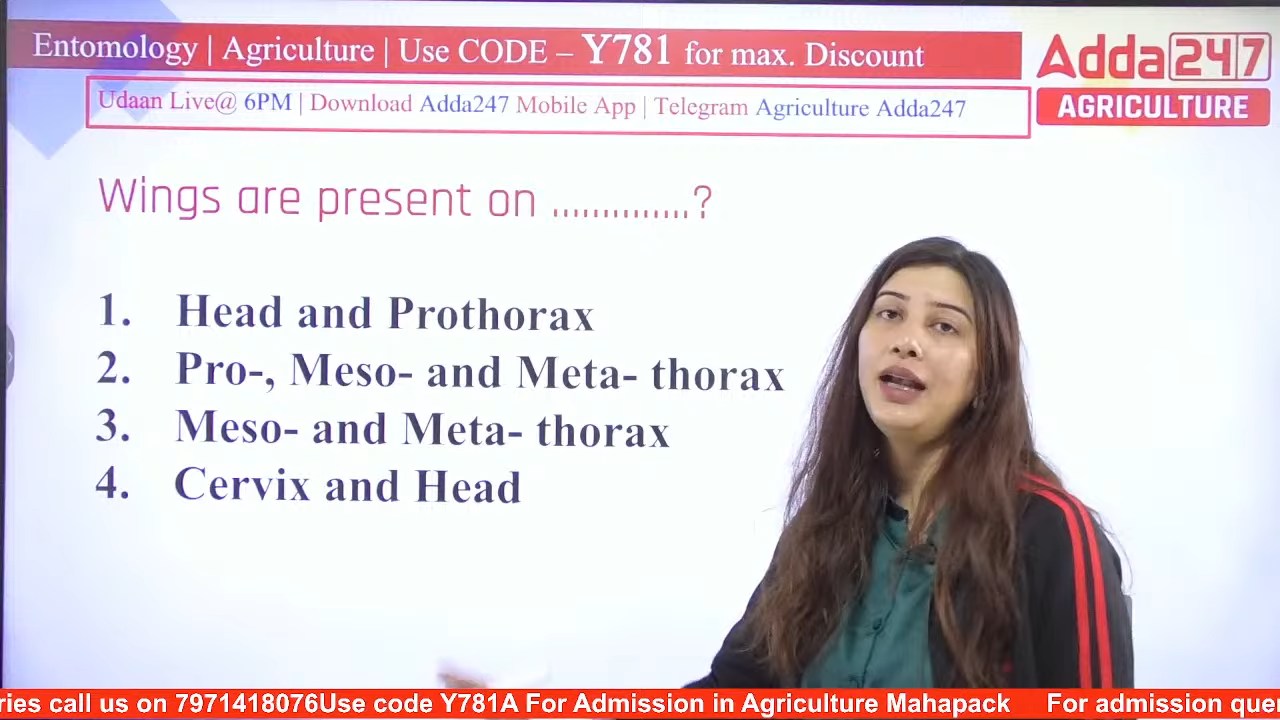 Entomology | Agriculture | Use CODE – Y781 for max. Discount
Adda247
AGRICULTURE
Udaan Live@ 6PM | Download Adda247 Mobile App | Telegram Agriculture Adda247
Wings are present on ..............?
1. Head and Prothorax
2. Pro-, Meso- and Meta- thorax
3. Meso- and Meta- thorax
4. Cervix and Head
ries call us on 7971418076Use code Y781A For Admission in Agriculture Mahapack For admission quer